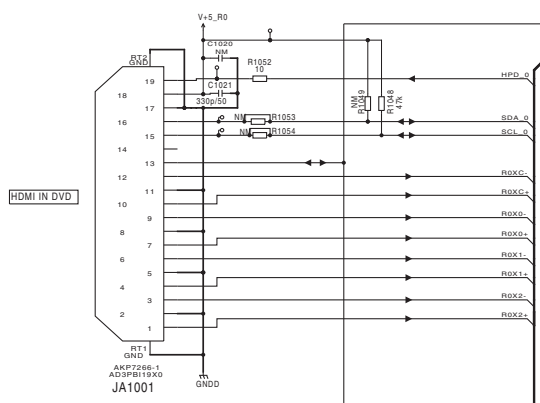 V+5_R0
C1020
NM
RT2
GND
R1052
10
19
HPD_0
C1021
18
330p/50
NM
R1049
R1048
47k
17
16
NM
R1053
SDA_0
15
NM
R1054
SCL_0
14
13
12
R0XC-
HDMI IN DVD
11
R0XC+
10
9
R0X0-
8
R0X0+
7
6
R0X1-
5
R0X1+
4
3
R0X2-
2
R0X2+
1
RT1
GND
AKP7266-1
AD3PBI19X0
GNDD
JA1001